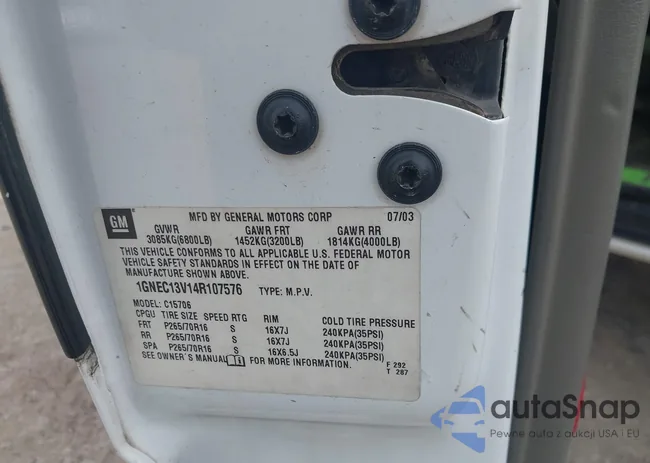 GM
MFD BY GENERAL MOTORS CORP 07/03
GVWR GAWR FRT GAWR RR
3085KG(6800LB) 1452KG(3200LB) 1814KG(4000LB)
THIS VEHICLE CONFORMS TO ALL APPLICABLE U.S. FEDERAL MOTOR
VEHICLE SAFETY STANDARDS IN EFFECT ON THE DATE OF
MANUFACTURE SHOWN ABOVE.
1GNEC13V14R107576 TYPE: M.P.V.
MODEL: C15706
CPGU TIRE SIZE SPEED RTG RIM COLD TIRE PRESSURE
FRT P265/70R16 S 16X7J 240KPA(35PSI)
RR P265/70R16 S 16X7J 240KPA(35PSI)
SPA P265/70R16 S 16X6.5J 240KPA(35PSI)
SEE OWNER'S MANUAL FOR MORE INFORMATION.
F 292
T 287
autaSnap
Pewne auta z aukcji USA i EU